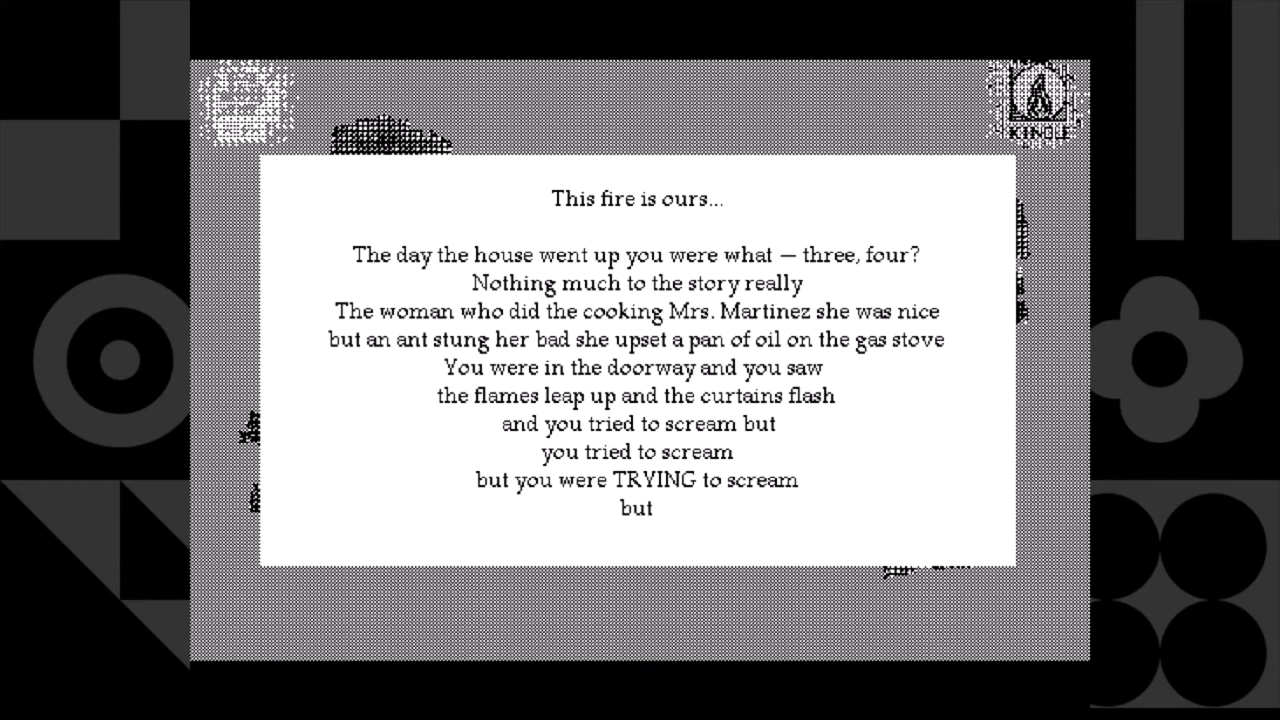 KINDLE
This fire is ours...
The day the house went up you were what — three, four?
Nothing much to the story really
The woman who did the cooking Mrs. Martinez she was nice
but an ant stung her bad she upset a pan of oil on the gas stove
You were in the doorway and you saw
the flames leap up and the curtains flash
and you tried to scream but
you tried to scream
but you were TRYING to scream
but